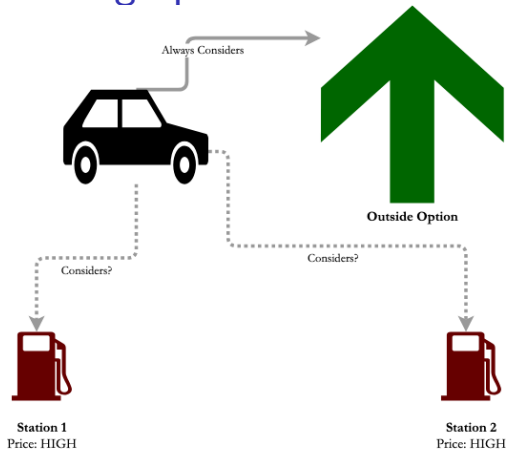 Always Considers
Outside Option
Considers?
Considers?
Station 1
Price: HIGH
Station 2
Price: HIGH